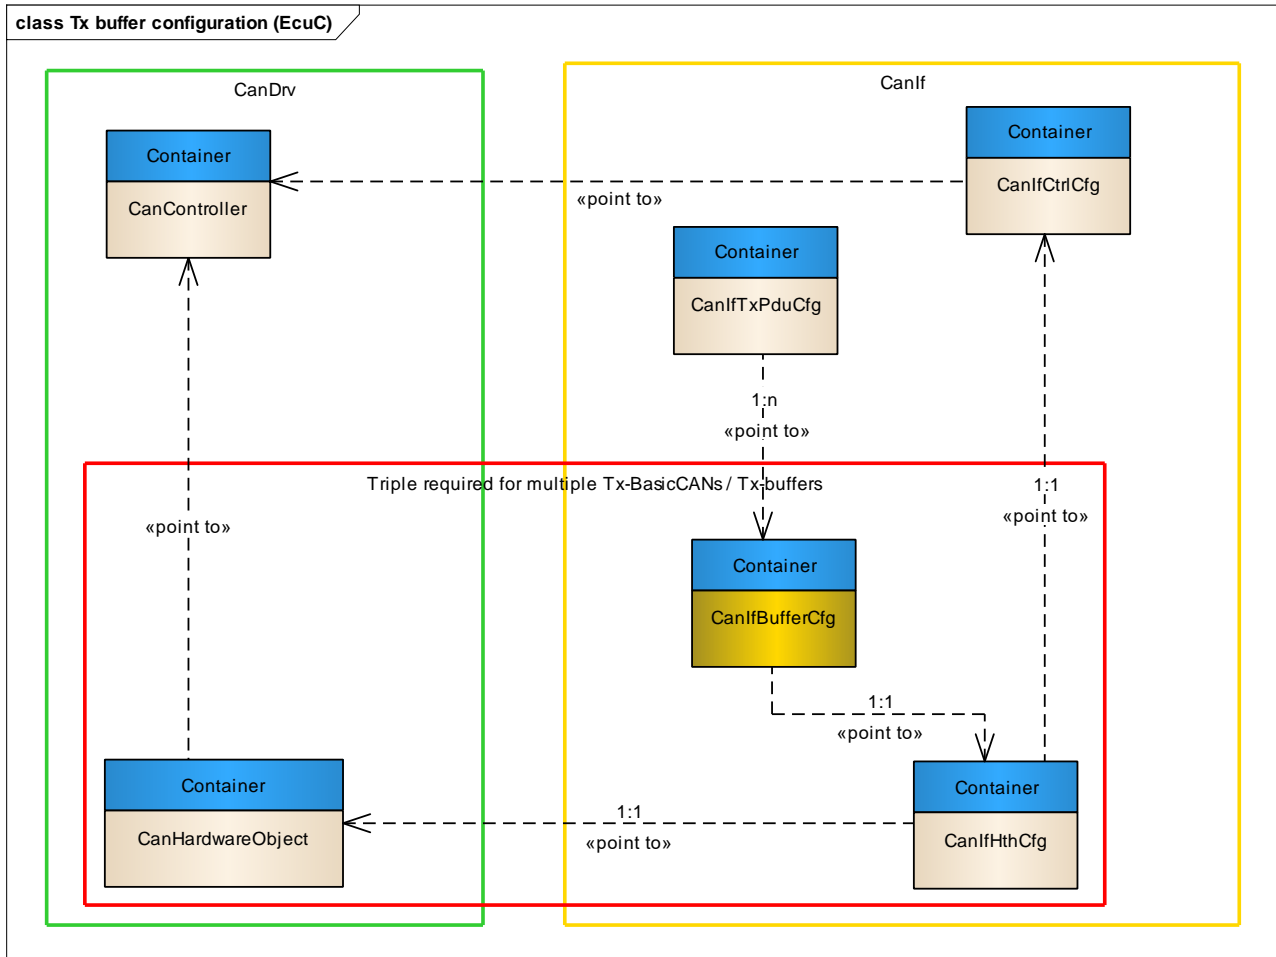 class Tx buffer configuration (EcuC)
CanDrv
CanIf
Container
CanController
Container
CanIfCtrlCfg
«point to»
Container
CanIfTxPduCfg
1:n
«point to»
Triple required for multiple Tx-BasicCANs / Tx-buffers
1:1
«point to»
«point to»
Container
CanIfBufferCfg
1:1
«point to»
Container
CanHardwareObject
1:1
«point to»
Container
CanIfHthCfg